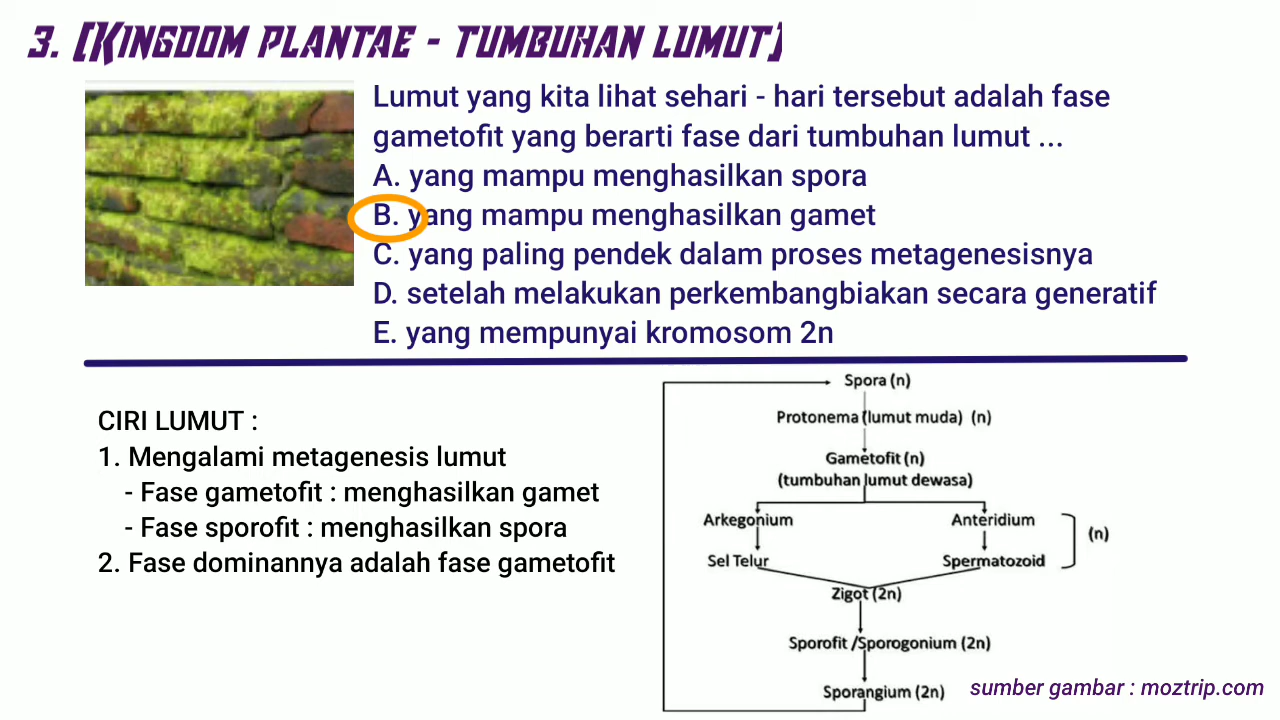 3. (KINGDOM PLANTAE - TUMBUHAN LUMUT)
Lumut yang kita lihat sehari - hari tersebut adalah fase
gametofit yang berarti fase dari tumbuhan lumut ...
A. yang mampu menghasilkan spora
B. yang mampu menghasilkan gamet
C. yang paling pendek dalam proses metagenesisnya
D. setelah melakukan perkembangbiakan secara generatif
E. yang mempunyai kromosom 2n
CIRI LUMUT :
1. Mengalami metagenesis lumut
- Fase gametofit : menghasilkan gamet
- Fase sporofit : menghasilkan spora
2. Fase dominannya adalah fase gametofit
Spora (n)
Protonema (lumut muda) (n)
Gametofit (n)
(tumbuhan lumut dewasa)
Arkegonium
Anteridium
(n)
Sel Telur
Spermatozoid
Zigot (2n)
Sporofit /Sporogonium (2n)
Sporangium (2n)
sumber gambar : moztrip.com